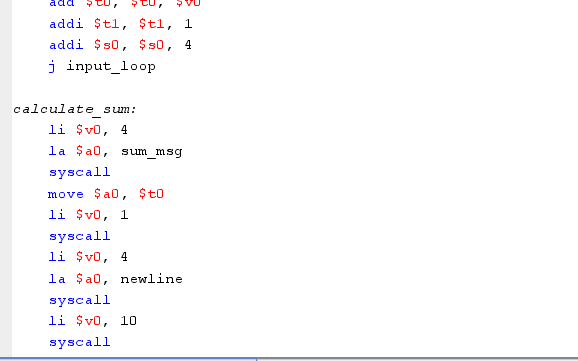 add $t0, $t0, $v0
addi $t1, $t1, 1
addi $s0, $s0, 4
j input_loop
calculate_sum:
li $v0, 4
la $a0, sum_msg
syscall
move $a0, $t0
li $v0, 1
syscall
li $v0, 4
la $a0, newline
syscall
li $v0, 10
syscall